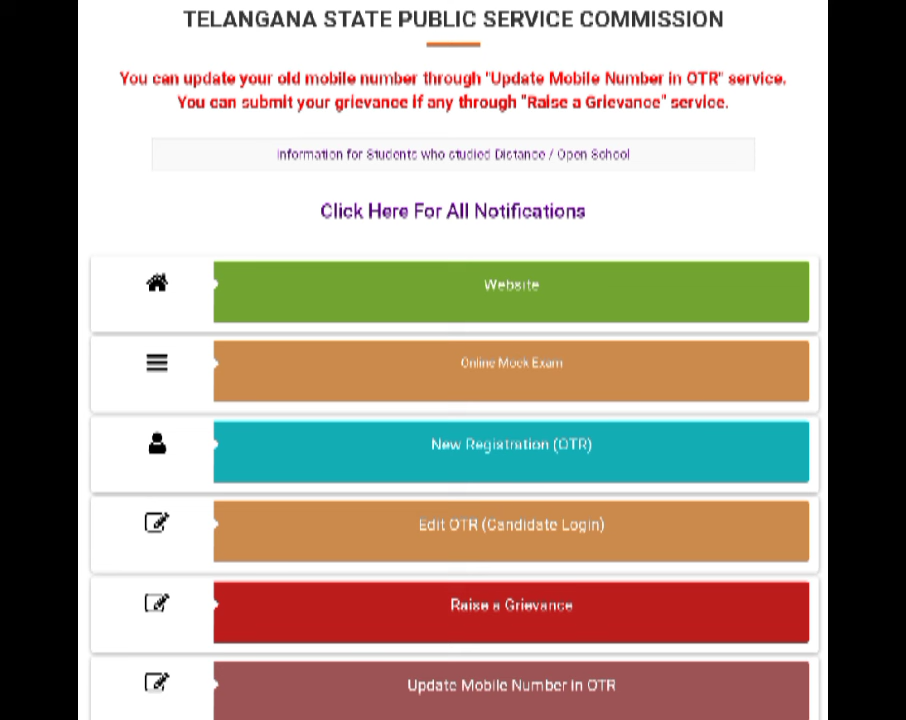 TELANGANA STATE PUBLIC SERVICE COMMISSION
You can update your old mobile number through "Update Mobile Number in OTR" service.
You can submit your grievance if any through "Raise a Grievance" service.
Information for Students who studied Distance / Open School
Click Here For All Notifications
Website
Online Mock Exam
New Registration (OTR)
Edit OTR (Candidate Login)
Raise a Grievance
Update Mobile Number in OTR